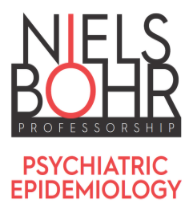 NIELS
BOHR
PROFESSORSHIP
PSYCHIATRIC
EPIDEMIOLOGY